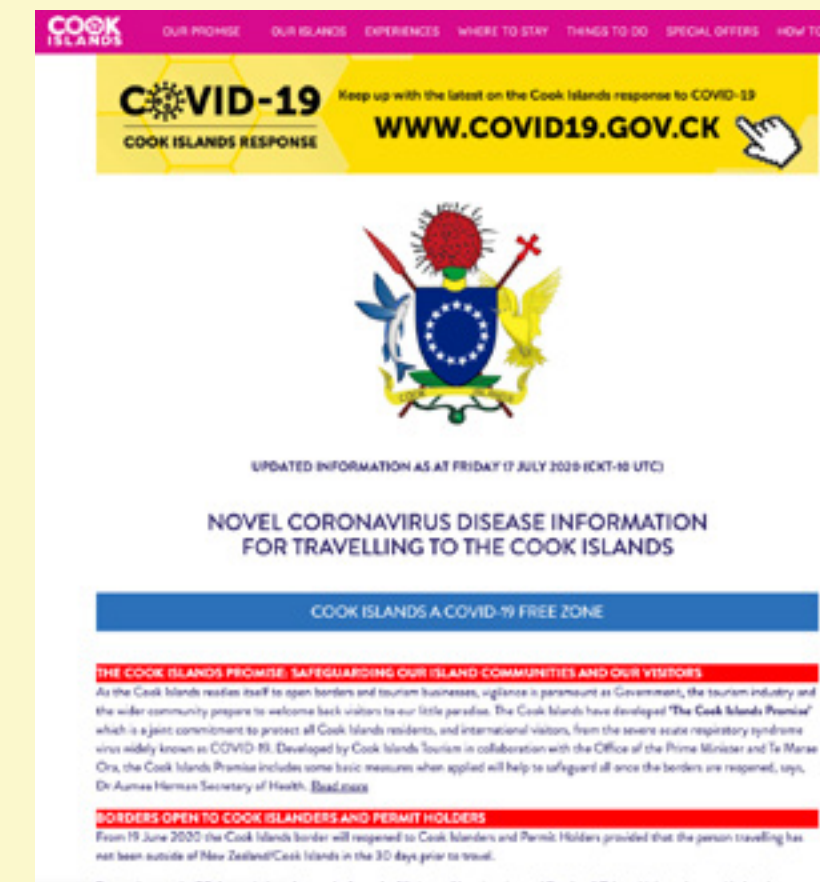 COOK
ISLANDS
OUR PROMISE OUR ISLANDS EXPERIENCES WHERE TO STAY THINGS TO DO SPECIAL OFFERS HOW TO
COVID-19
COOK ISLANDS RESPONSE
Keep up with the latest on the Cook Islands response to COVID-19
WWW.COVID19.GOV.CK
COOK ISLANDS
UPDATED INFORMATION AS AT FRIDAY 17 JULY 2020 (CKT-10 UTC)
NOVEL CORONAVIRUS DISEASE INFORMATION
FOR TRAVELLING TO THE COOK ISLANDS
COOK ISLANDS A COVID-19 FREE ZONE
THE COOK ISLANDS PROMISE: SAFEGUARDING OUR ISLAND COMMUNITIES AND OUR VISITORS
As the Cook Islands readies itself to open borders and tourism businesses, vigilance is paramount as Government, the tourism industry and
the wider community prepare to welcome back visitors to our little paradise. The Cook Islands have developed 'The Cook Islands Promise'
which is a joint commitment to protect all Cook Islands residents, and international visitors, from the severe acute respiratory syndrome
virus widely known as COVID-19. Developed by Cook Islands Tourism in collaboration with the Office of the Prime Minister and Te Marae
Ora, the Cook Islands Promise includes some basic measures when applied will help to safeguard all once the borders are reopened, says,
Dr Aumea Herman Secretary of Health. Read more
BORDERS OPEN TO COOK ISLANDERS AND PERMIT HOLDERS
From 19 June 2020 the Cook Islands border will reopened to Cook Islanders and Permit Holders provided that the person travelling has
not been outside of New Zealand/Cook Islands in the 30 days prior to travel.